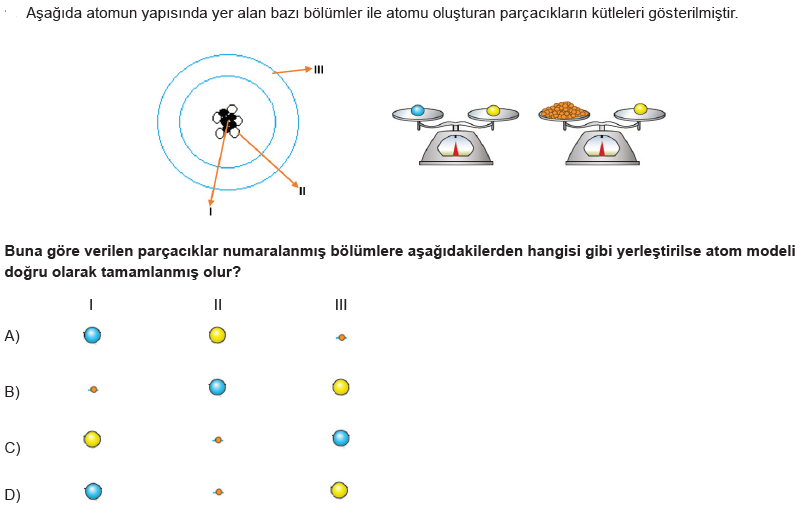 Aşağıda atomun yapısında yer alan bazı bölümler ile atomu oluşturan parçacıkların kütleleri gösterilmiştir.
III
II
I
Buna göre verilen parçacıklar numaralanmış bölümlere aşağıdakilerden hangisi gibi yerleştirilse atom modeli
doğru olarak tamamlanmış olur?
I II III
A)
B)
C)
D)